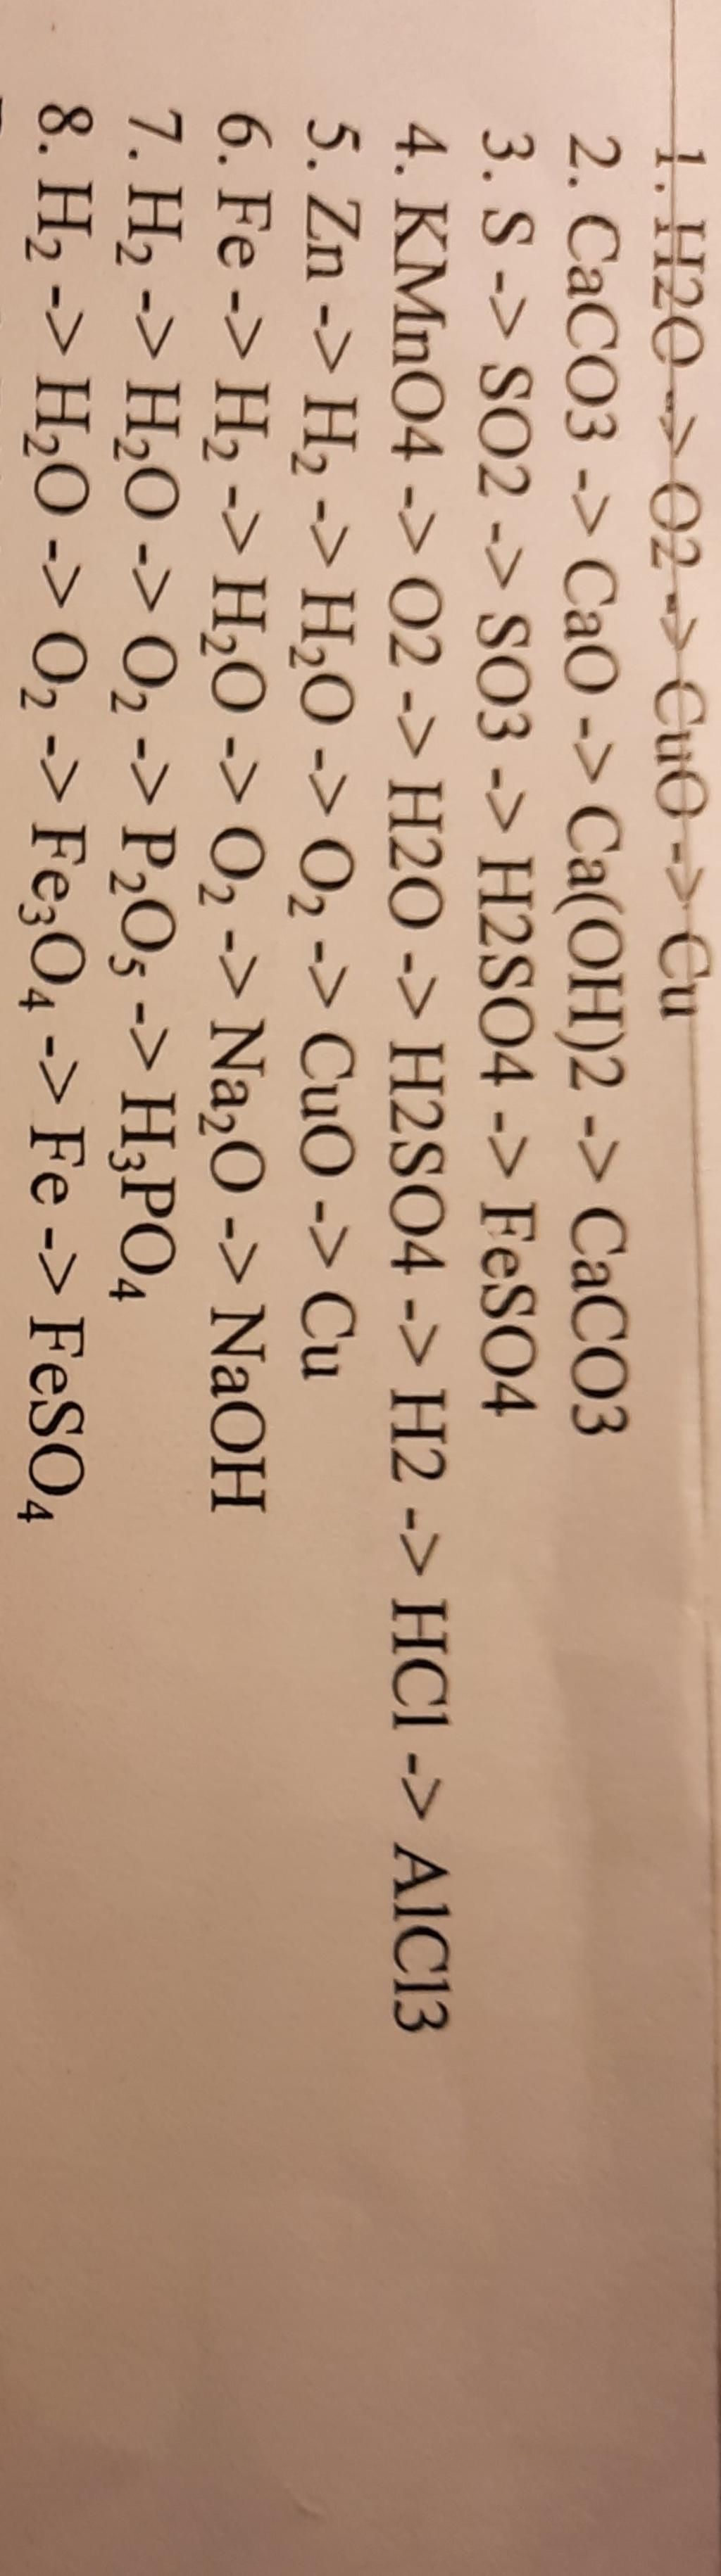 1. H2O -> O2 -> CuO -> Cu
2. CaCO3 -> CaO -> Ca(OH)2 -> CaCO3
3. S -> SO2 -> SO3 -> H2SO4 -> FeSO4
4. KMnO4 -> O2 -> H2O -> H2SO4 -> H2 -> HCl -> AlCl3
5. Zn -> H₂ -> H₂O -> O₂ -> CuO -> Cu
6. Fe -> H₂ -> H₂O -> O₂ -> Na₂O -> NaOH
7. H₂ -> H₂O -> O₂ -> P₂O₅ -> H₃PO₄
8. H₂ -> H₂O -> O₂ -> Fe₃O₄ -> Fe -> FeSO₄